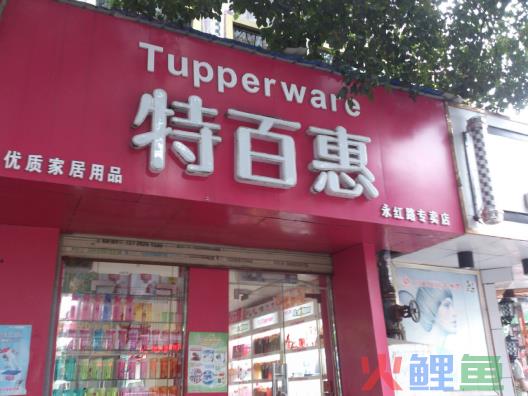 Tupperware
特百惠
优质家居用品
永红路专卖店
火鲤鱼